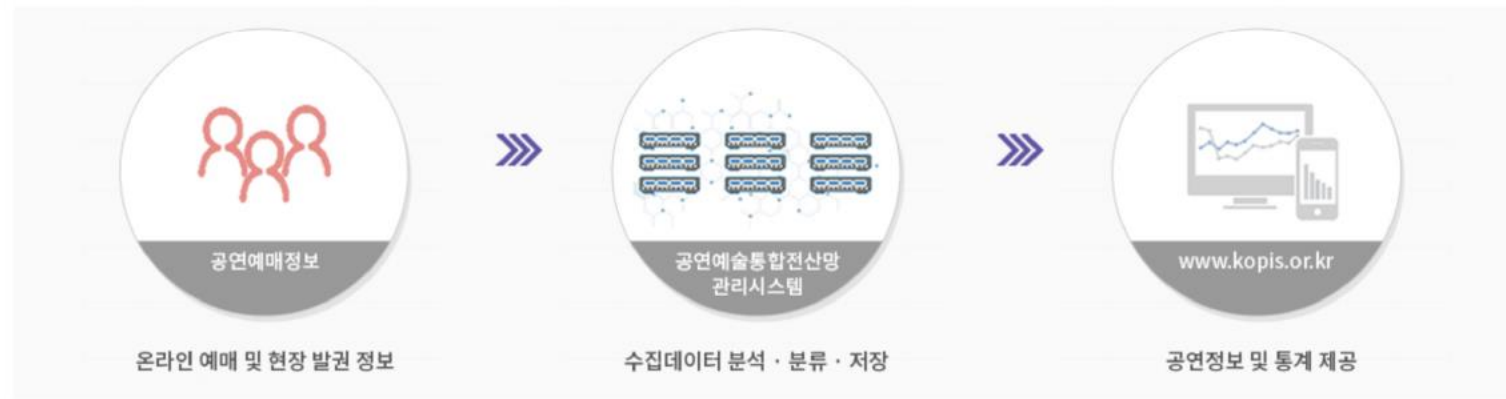 공연예매정보
공연예술통합전산망
관리시스템
www.kopis.or.kr
온라인 예매 및 현장 발권 정보
수집데이터 분석 · 분류 · 저장
공연정보 및 통계 제공